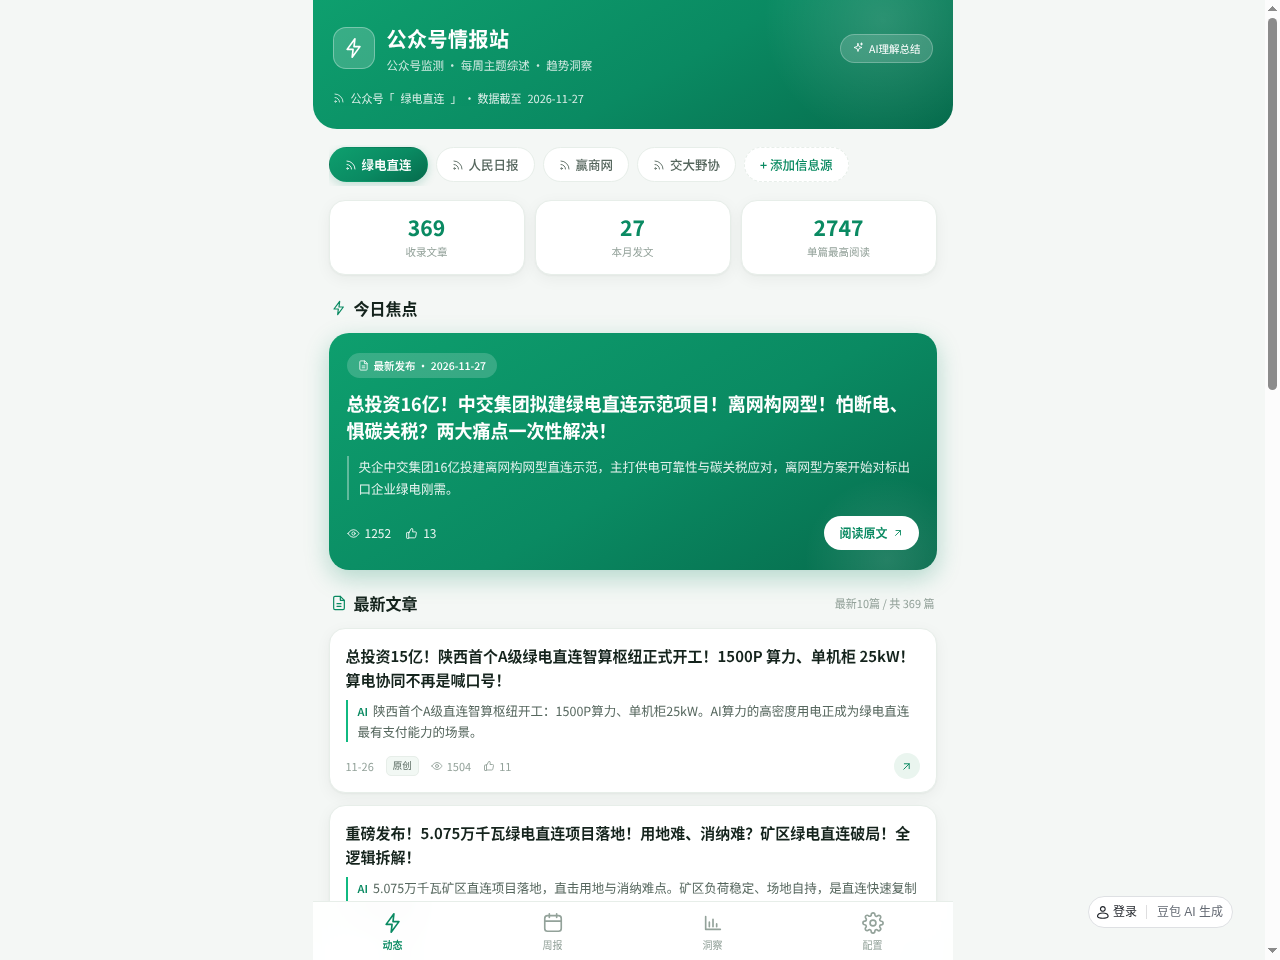 公众号情报站
公众号监测 · 每周主题综述 · 趋势洞察
AI理解总结
公众号「 绿电直连 」 · 数据截至 2026-11-27
绿电直连
人民日报
赢商网
交大野协
+ 添加信息源
369
收录文章
27
本月发文
2747
单篇最高阅读
今日焦点
最新发布 · 2026-11-27
总投资16亿！中交集团拟建绿电直连示范项目！离网构网型！怕断电、
惧碳关税？两大痛点一次性解决！
央企中交集团16亿投建离网构网型直连示范，主打供电可靠性与碳关税应对，离网型方案开始对标出
口企业绿电刚需。
1252
13
阅读原文
最新文章
最新10篇 / 共 369 篇
总投资15亿！陕西首个A级绿电直连智算枢纽正式开工！1500P 算力、单机柜 25kW！
算电协同不再是喊口号！
AI 陕西首个A级直连智算枢纽开工：1500P算力、单机柜25kW。AI算力的高密度用电正成为绿电直连
最有支付能力的场景。
11-26
原创
1504
11
重磅发布！5.075万千瓦绿电直连项目落地！用地难、消纳难？矿区绿电直连破局！全
逻辑拆解！
AI 5.075万千瓦矿区直连项目落地，直击用地与消纳难点。矿区负荷稳定、场地自持，是直连快速复制
动态
周报
洞察
配置
登录
豆包 AI 生成